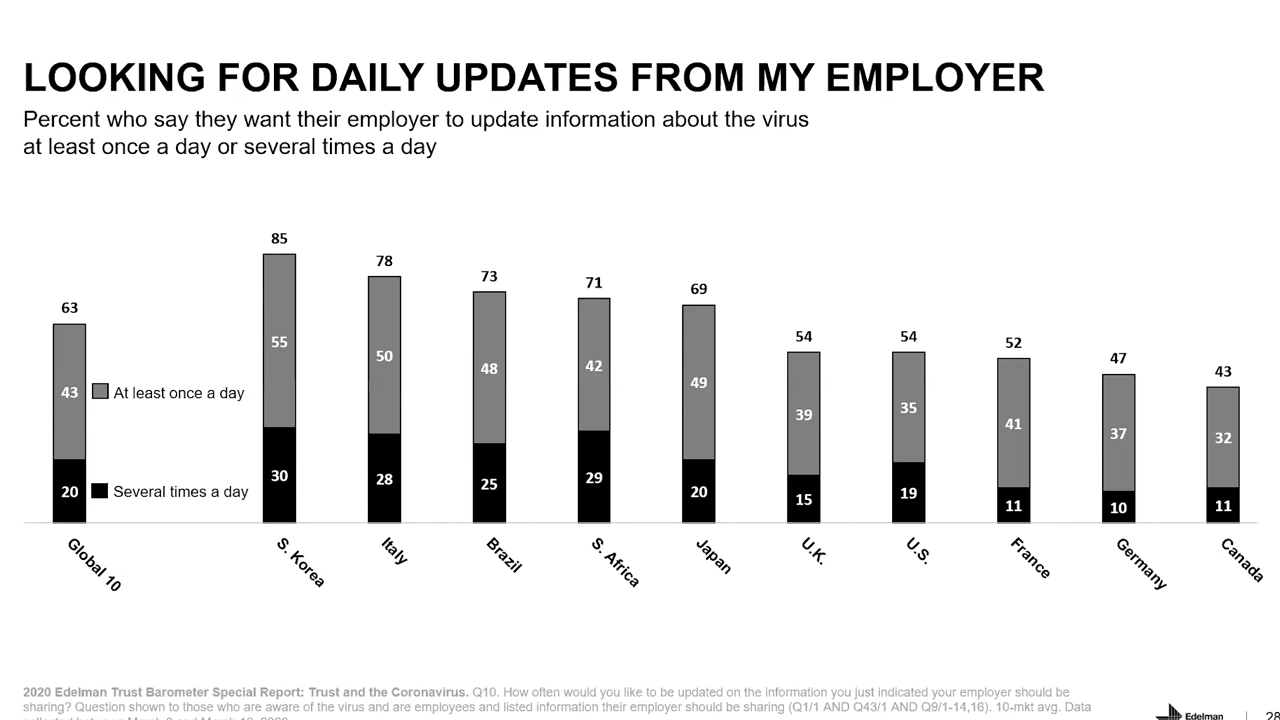 LOOKING FOR DAILY UPDATES FROM MY EMPLOYER
Percent who say they want their employer to update information about the virus
at least once a day or several times a day
85
78
73
71
69
63
54
54
52
47
43
55
50
48
42
49
43
At least once a day
39
35
41
37
32
20
Several times a day
30
28
25
29
20
15
19
11
10
11
Global 10
S. Korea
Italy
Brazil
S. Africa
Japan
U.K.
U.S.
France
Germany
Canada
2020 Edelman Trust Barometer Special Report: Trust and the Coronavirus. Q10. How often would you like to be updated on the information you just indicated your employer should be
sharing? Question shown to those who are aware of the virus and are employees and listed information their employer should be sharing (Q1/1 AND Q43/1 AND Q9/1-14,16). 10-mkt avg. Data
Edelman
28